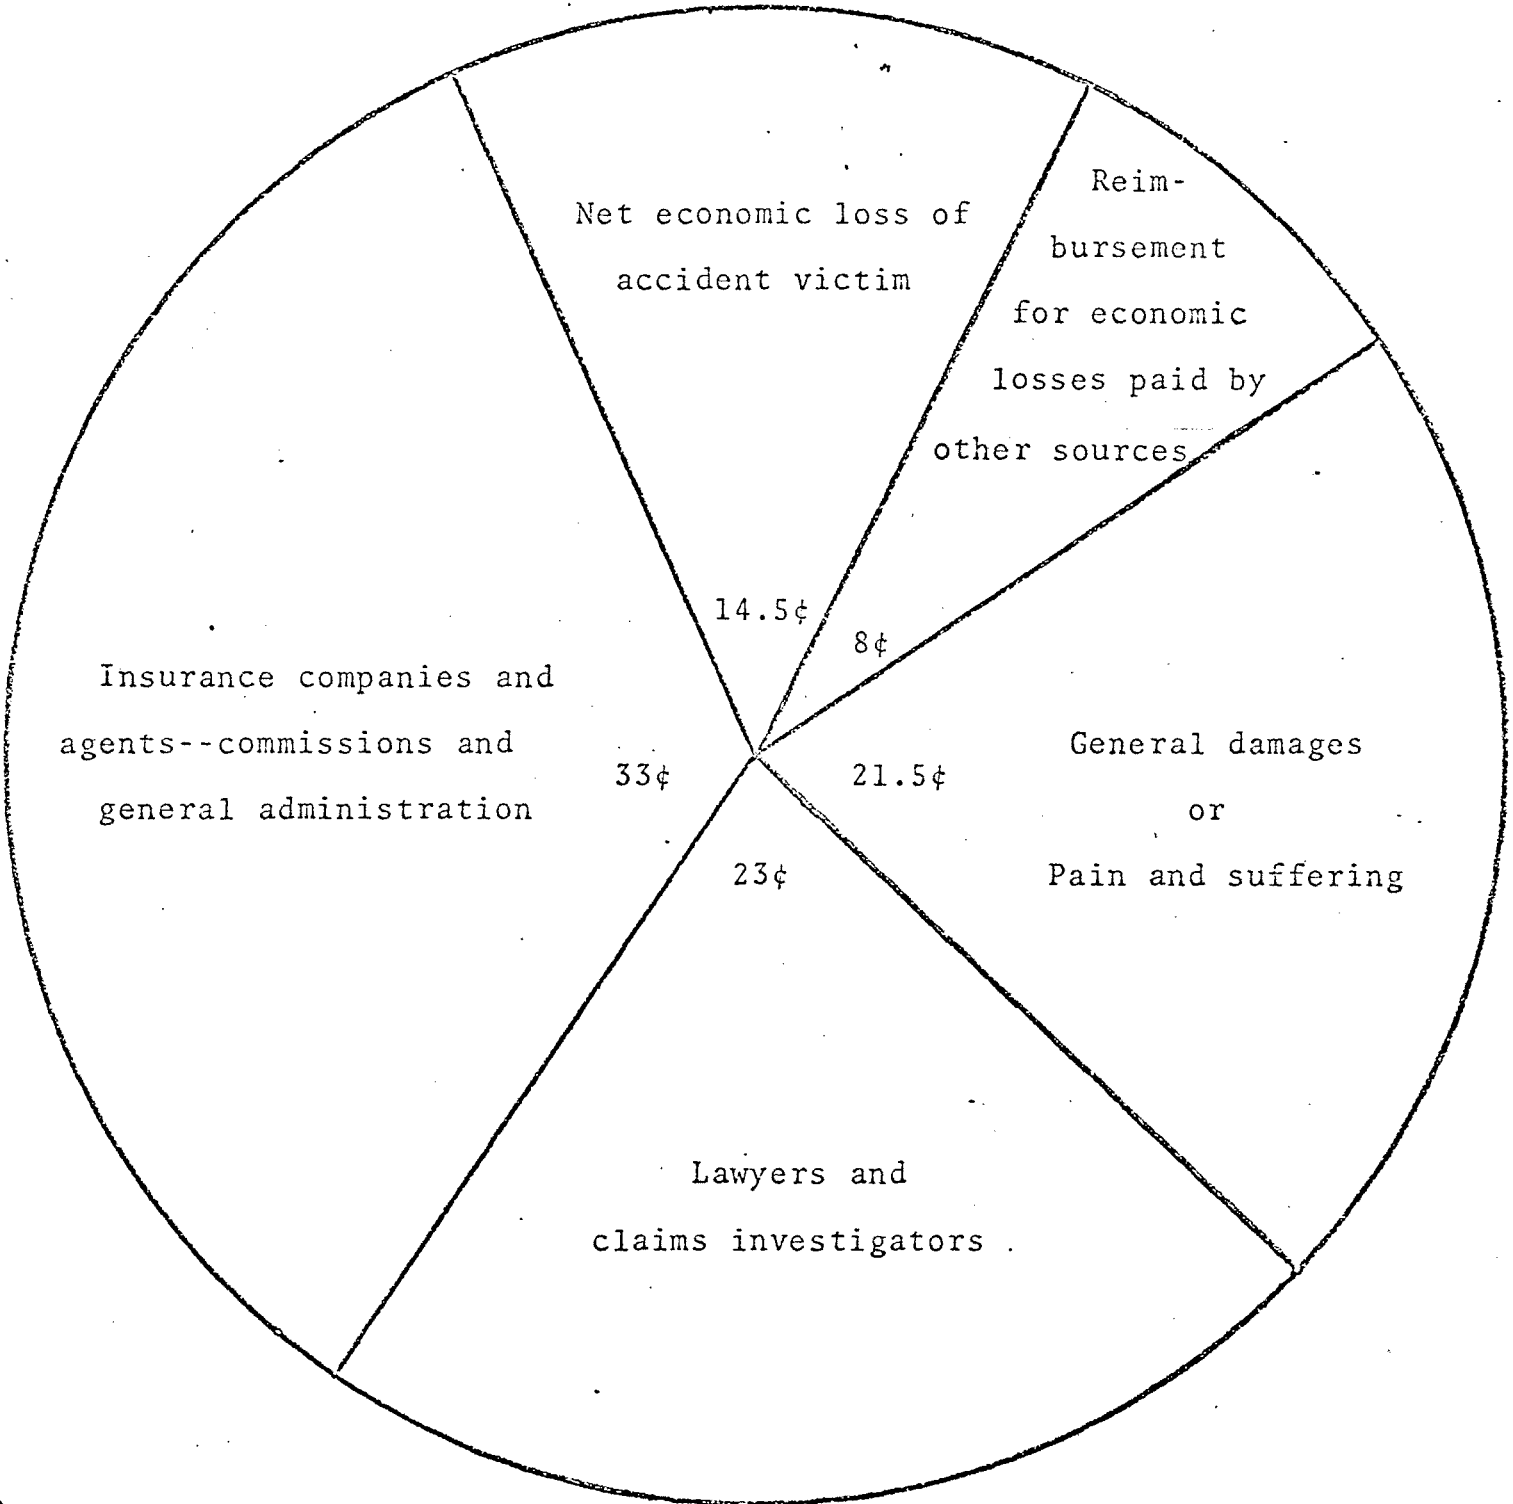 Net economic loss of
accident victim
14.5¢
Reim-
bursement
for economic
losses paid by
other sources
8¢
General damages
or
Pain and suffering
21.5¢
Lawyers and
claims investigators
23¢
Insurance companies and
agents--commissions and
general administration
33¢